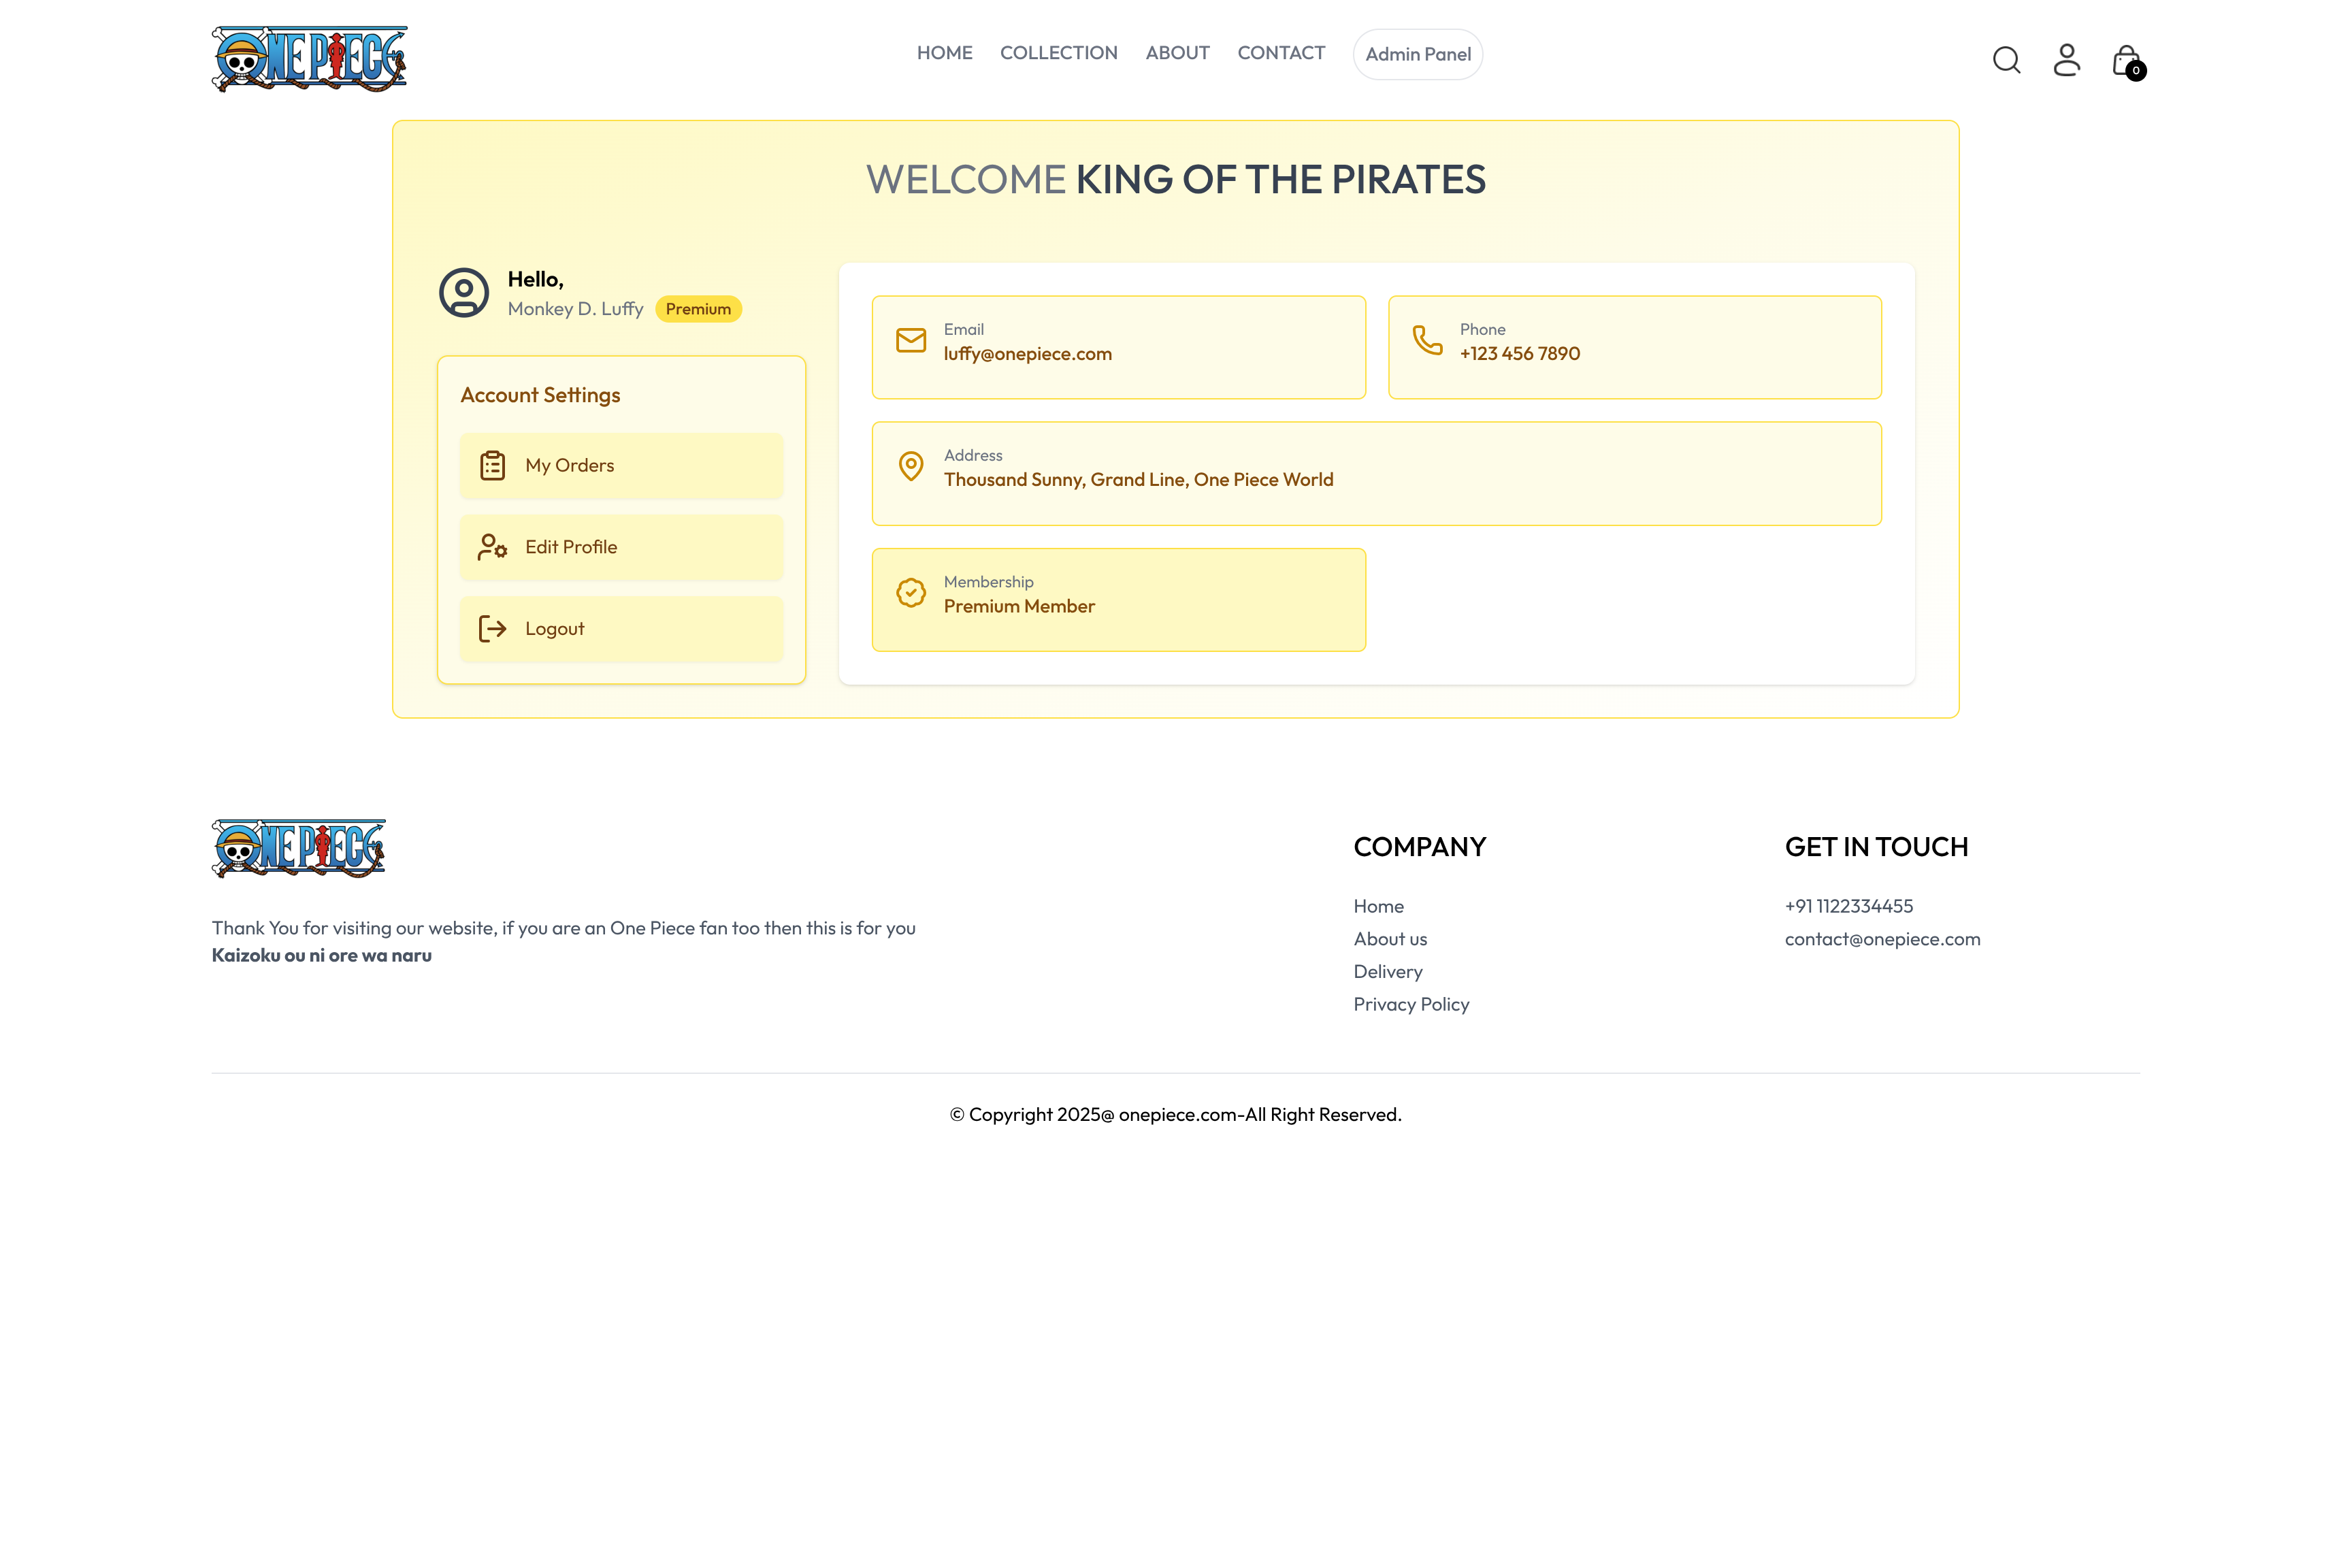 ONE PIECE
HOME COLLECTION ABOUT CONTACT Admin Panel
0
WELCOME KING OF THE PIRATES
Hello,
Monkey D. Luffy Premium
Account Settings
My Orders
Edit Profile
Logout
Email
luffy@onepiece.com
Phone
+123 456 7890
Address
Thousand Sunny, Grand Line, One Piece World
Membership
Premium Member
ONE PIECE
Thank You for visiting our website, if you are an One Piece fan too then this is for you
Kaizoku ou ni ore wa naru
COMPANY
Home
About us
Delivery
Privacy Policy
GET IN TOUCH
+91 1122334455
contact@onepiece.com
© Copyright 2025@ onepiece.com-All Right Reserved.